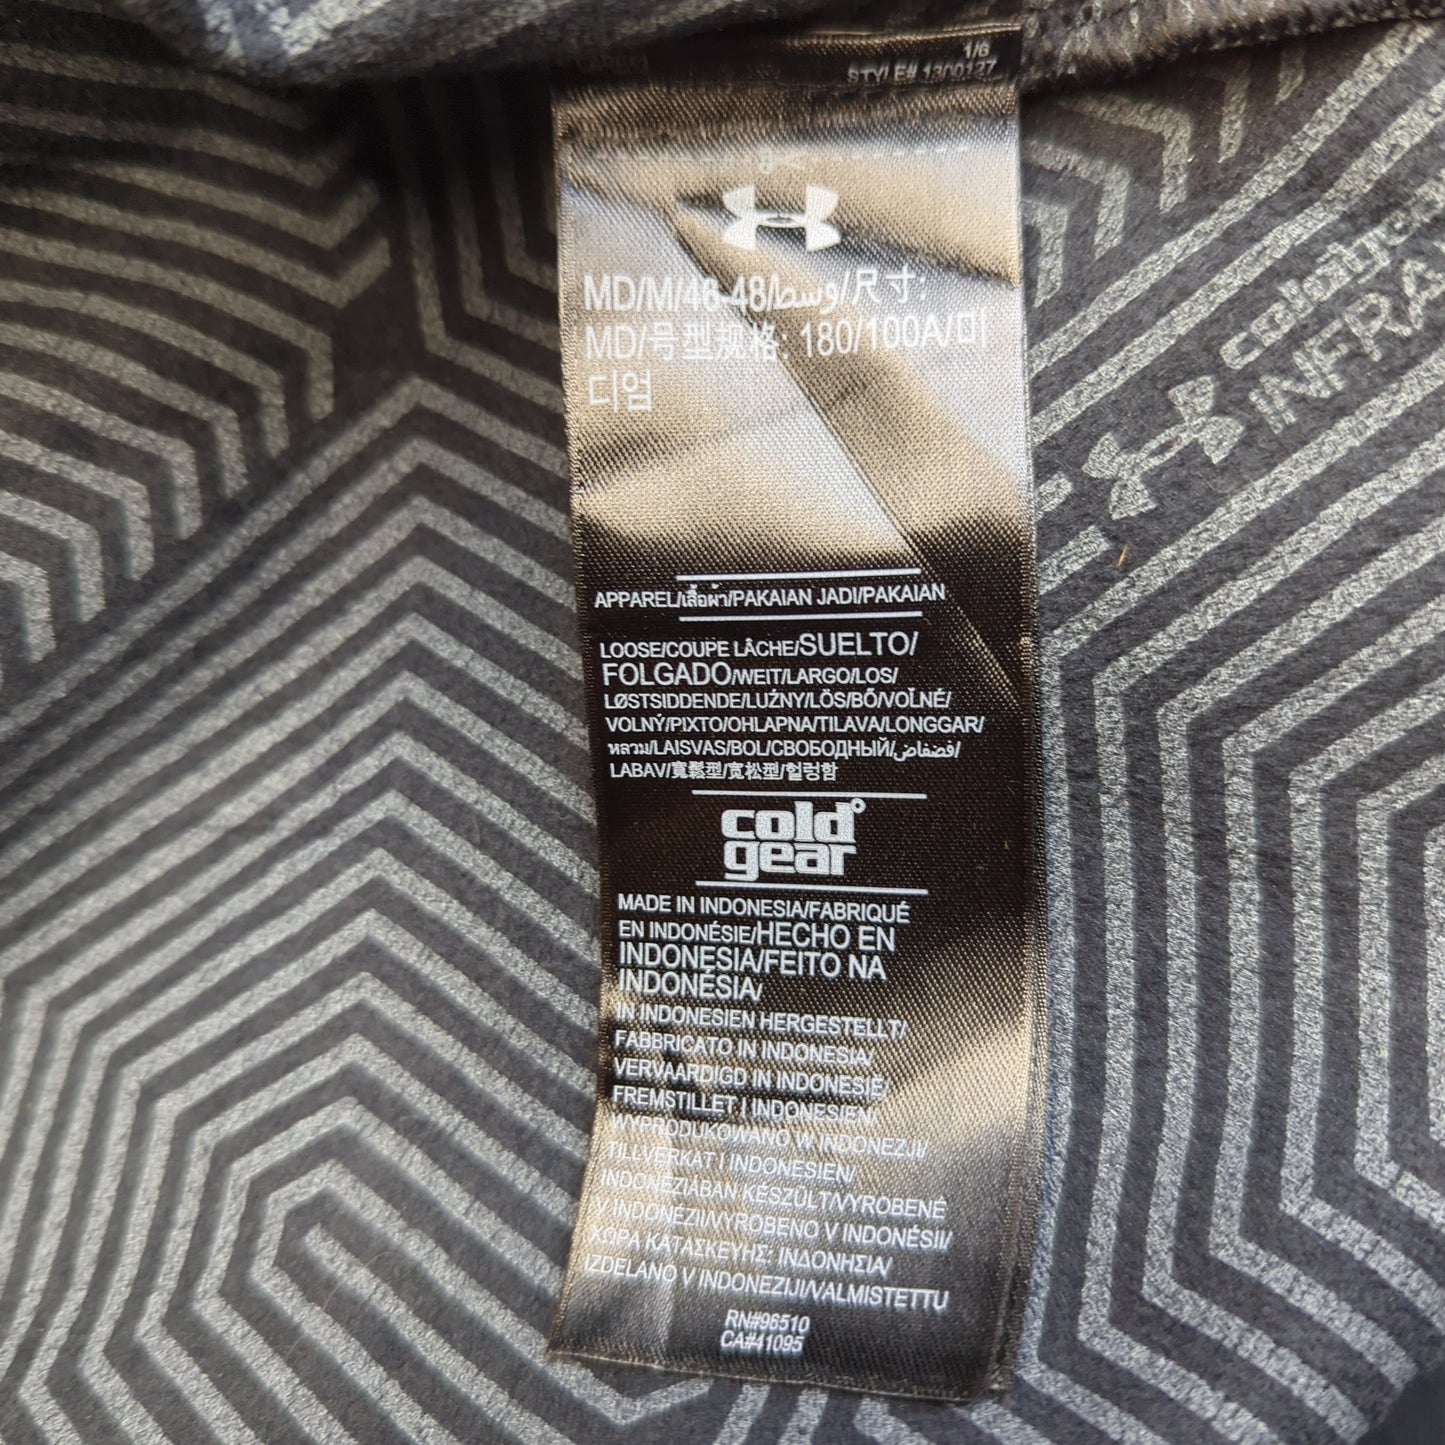 1/6
STYLE# 1300137
MD/M/46-48/وسط/尺寸:
MD/号型规格: 180/100A/미
디엄
APPAREL/เสื้อผ้า/PAKAIAN JADI/PAKAIAN
LOOSE/COUPE LÂCHE/SUELTO/
FOLGADO/WEIT/LARGO/LOS/
LØSTSIDDENDE/LUŹNY/LÖS/BŐ/VOĽNÉ/
VOLNÝ/ΡΙΧΤΟ/OHLAPNA/TILAVA/LONGGAR/
หลวม/LAISVAS/BOL/СВОБОДНЫЙ/فضفاض/
LABAV/寬鬆型/宽松型/헐렁함
cold°
gear
MADE IN INDONESIA/FABRIQUÉ
EN INDONÉSIE/HECHO EN
INDONESIA/FEITO NA
INDONÉSIA/
IN INDONESIEN HERGESTELLT/
FABBRICATO IN INDONESIA/
VERVAARDIGD IN INDONESIË/
FREMSTILLET I INDONESIEN/
WYPRODUKOWANO W INDONEZJI/
TILLVERKAT I INDONESIEN/
INDONÉZIÁBAN KÉSZÜLT/VYROBENÉ
V INDONÉZII/VYROBENO V INDONÉSII/
ΧΩΡΑ ΚΑΤΑΣΚΕΥΗΣ: ΙΝΔΟΝΗΣΙΑ/
IZDELANO V INDONEZIJI/VALMISTETTU
RN#96510
CA#41095
coldgear
INFRA